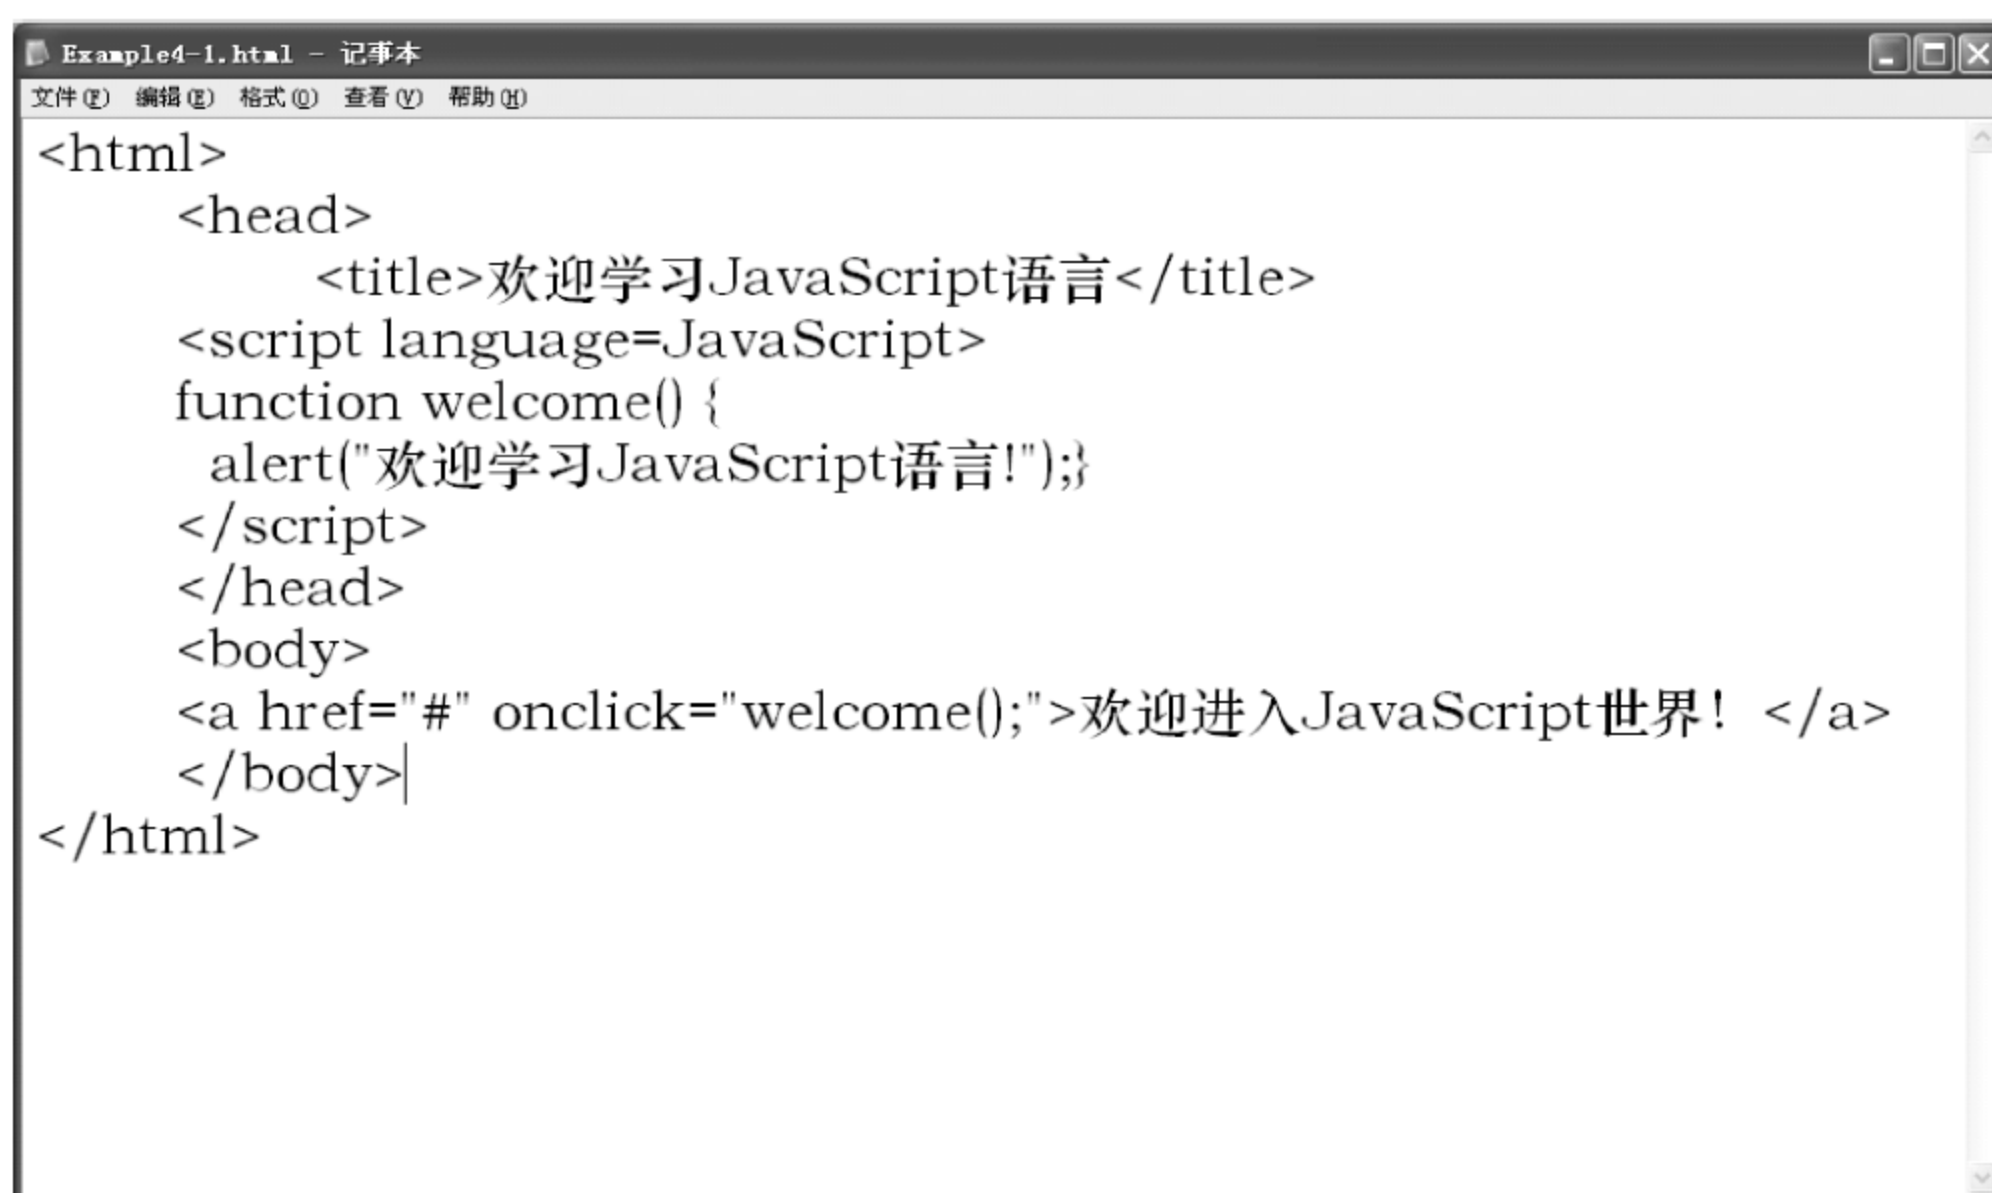 Example4-1.html - 记事本
文件(F) 编辑(E) 格式(O) 查看(V) 帮助(H)
<html>
<head>
<title>欢迎学习JavaScript语言</title>
<script language=JavaScript>
function welcome() {
alert("欢迎学习JavaScript语言!");}
</script>
</head>
<body>
<a href="#" onclick="welcome();">欢迎进入JavaScript世界！</a>
</body>
</html>